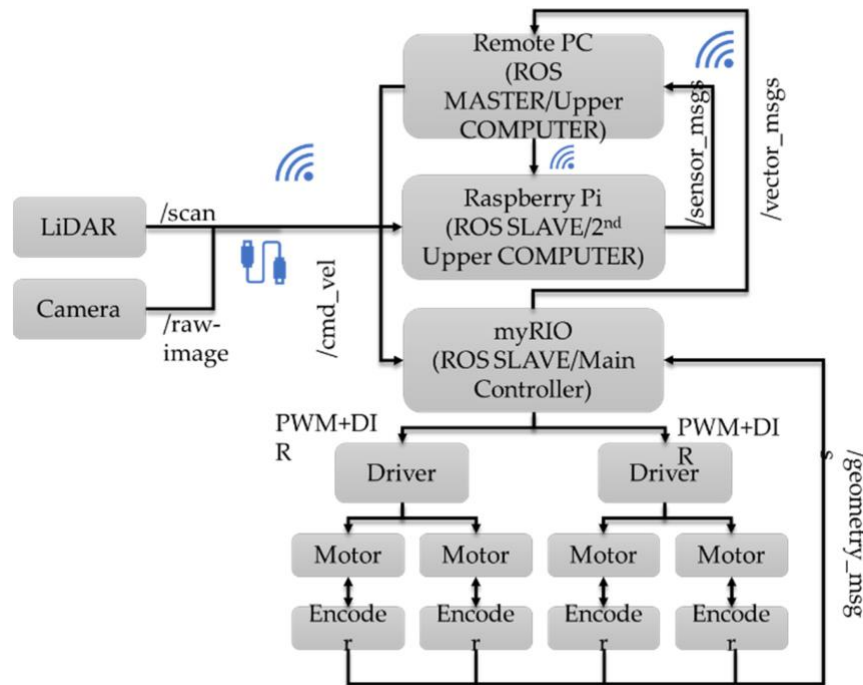 Remote PC
(ROS
MASTER/Upper
COMPUTER)
/sensor_msgs
/vector_msgs
Raspberry Pi
(ROS SLAVE/2nd
Upper COMPUTER)
LiDAR
/scan
Camera
/raw-
image
/cmd_vel
myRIO
(ROS SLAVE/Main
Controller)
PWM+DI
R
PWM+DI
R
Driver
Driver
/geometry_msg
s
Motor
Motor
Motor
Motor
Encode
r
Encode
r
Encode
r
Encode
r